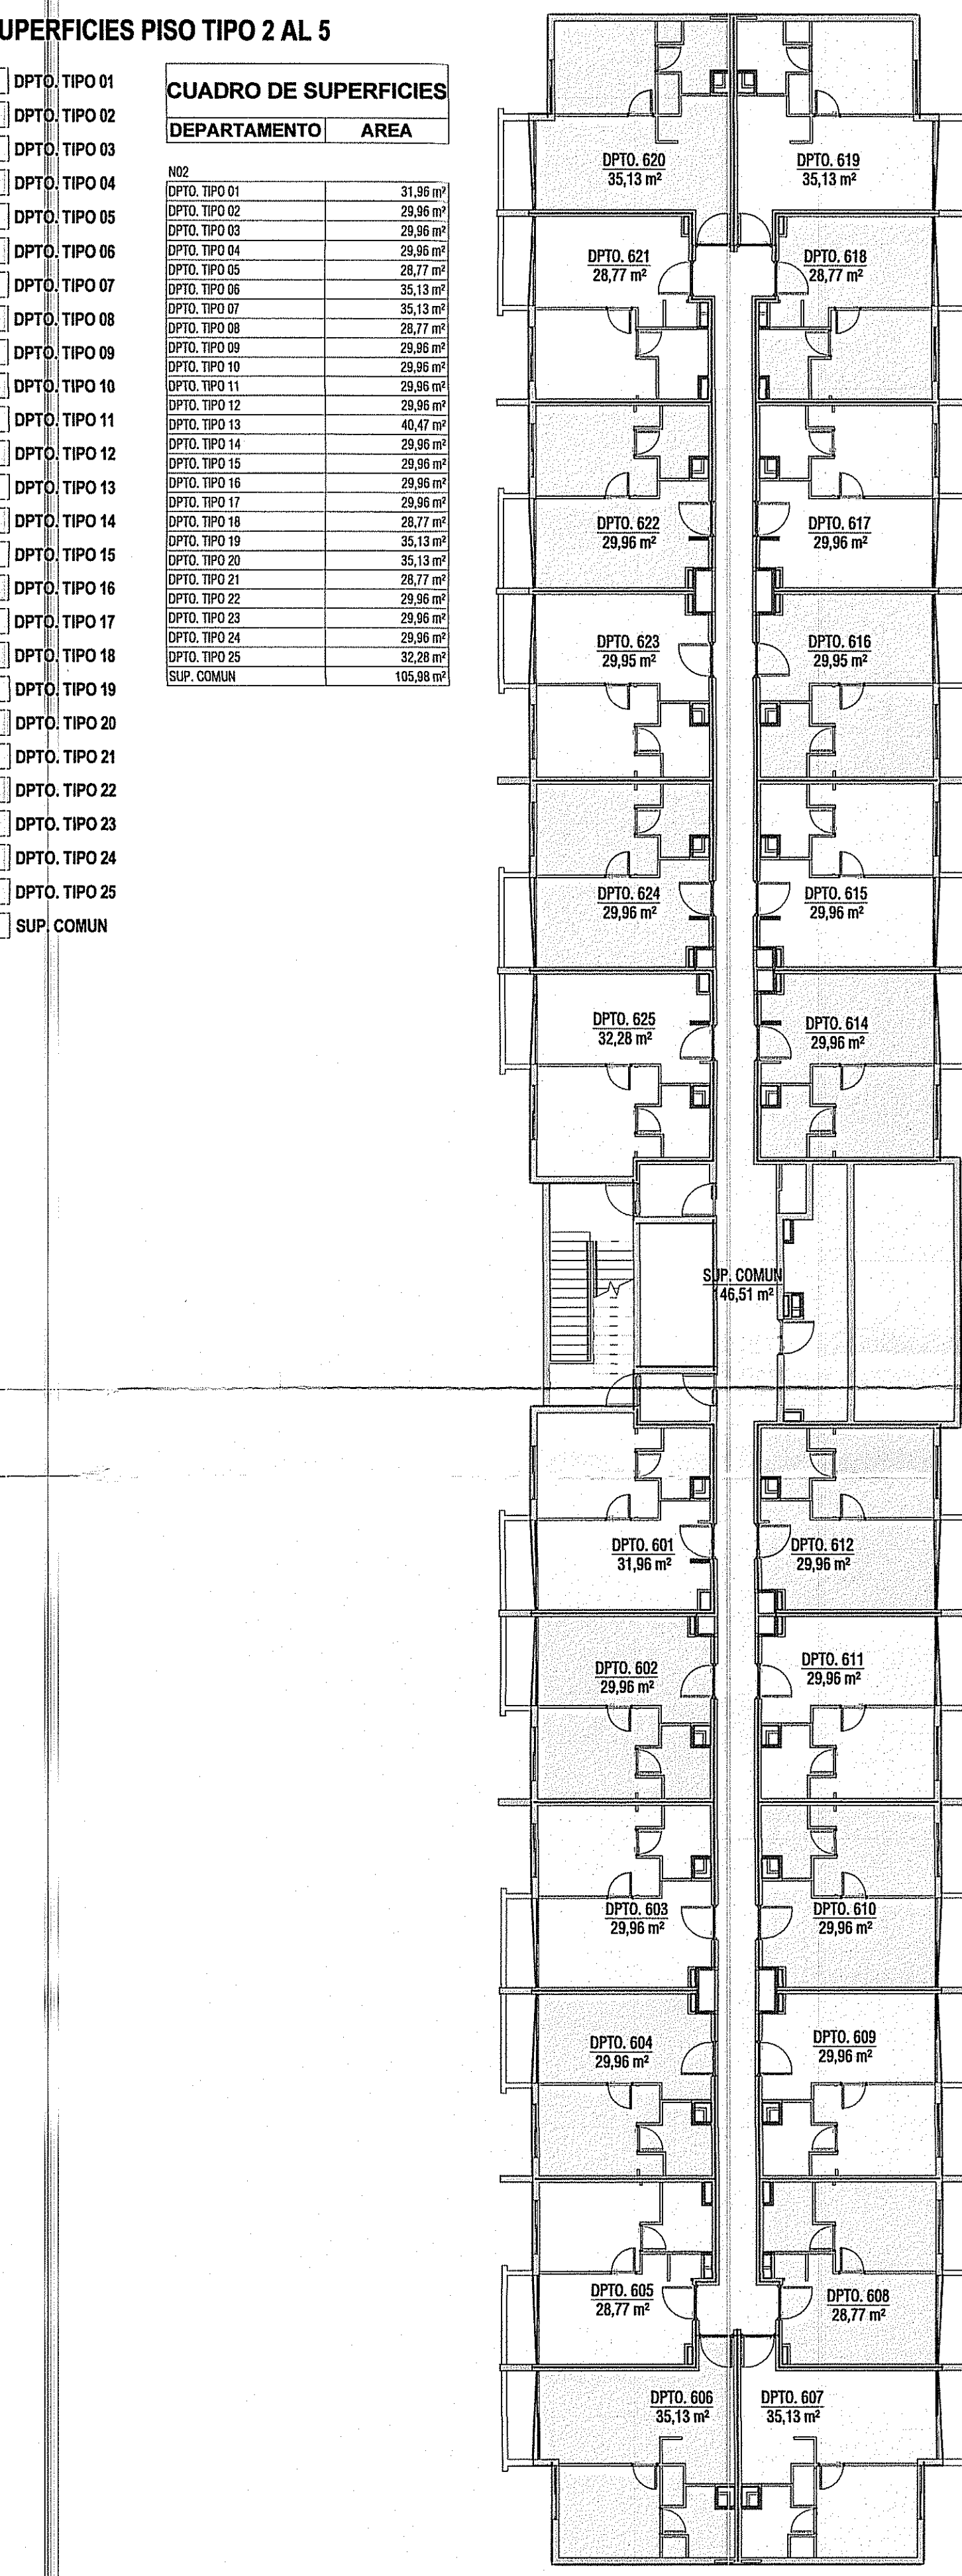 UPERFICIES PISO TIPO 2 AL 5
DPTO. TIPO 01
DPTO. TIPO 02
DPTO. TIPO 03
DPTO. TIPO 04
DPTO. TIPO 05
DPTO. TIPO 06
DPTO. TIPO 07
DPTO. TIPO 08
DPTO. TIPO 09
DPTO. TIPO 10
DPTO. TIPO 11
DPTO. TIPO 12
DPTO. TIPO 13
DPTO. TIPO 14
DPTO. TIPO 15
DPTO. TIPO 16
DPTO. TIPO 17
DPTO. TIPO 18
DPTO. TIPO 19
DPTO. TIPO 20
DPTO. TIPO 21
DPTO. TIPO 22
DPTO. TIPO 23
DPTO. TIPO 24
DPTO. TIPO 25
SUP. COMUN
CUADRO DE SUPERFICIES
DEPARTAMENTO AREA
N02
DPTO. TIPO 01 31,96 m²
DPTO. TIPO 02 29,96 m²
DPTO. TIPO 03 29,96 m²
DPTO. TIPO 04 29,96 m²
DPTO. TIPO 05 28,77 m²
DPTO. TIPO 06 35,13 m²
DPTO. TIPO 07 35,13 m²
DPTO. TIPO 08 28,77 m²
DPTO. TIPO 09 29,96 m²
DPTO. TIPO 10 29,96 m²
DPTO. TIPO 11 29,96 m²
DPTO. TIPO 12 29,96 m²
DPTO. TIPO 13 40,47 m²
DPTO. TIPO 14 29,96 m²
DPTO. TIPO 15 29,96 m²
DPTO. TIPO 16 29,96 m²
DPTO. TIPO 17 29,96 m²
DPTO. TIPO 18 28,77 m²
DPTO. TIPO 19 35,13 m²
DPTO. TIPO 20 35,13 m²
DPTO. TIPO 21 28,77 m²
DPTO. TIPO 22 29,96 m²
DPTO. TIPO 23 29,96 m²
DPTO. TIPO 24 29,96 m²
DPTO. TIPO 25 32,28 m²
SUP. COMUN 105,98 m²
DPTO. 620
35,13 m²
DPTO. 619
35,13 m²
DPTO. 621
28,77 m²
DPTO. 618
28,77 m²
DPTO. 622
29,96 m²
DPTO. 617
29,96 m²
DPTO. 623
29,95 m²
DPTO. 616
29,95 m²
DPTO. 624
29,96 m²
DPTO. 615
29,96 m²
DPTO. 625
32,28 m²
DPTO. 614
29,96 m²
SUP. COMUN
146,51 m²
DPTO. 601
31,96 m²
DPTO. 612
29,96 m²
DPTO. 602
29,96 m²
DPTO. 611
29,96 m²
DPTO. 603
29,96 m²
DPTO. 610
29,96 m²
DPTO. 604
29,96 m²
DPTO. 609
29,96 m²
DPTO. 605
28,77 m²
DPTO. 608
28,77 m²
DPTO. 606
35,13 m²
DPTO. 607
35,13 m²